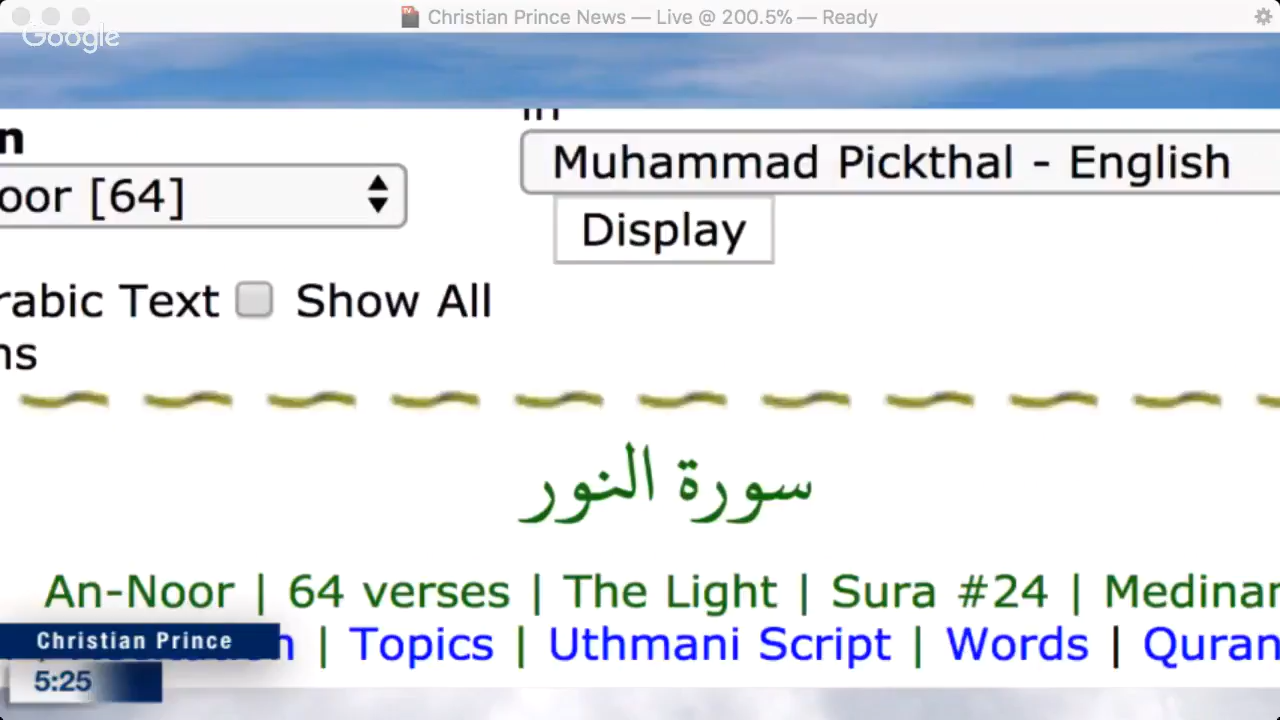 Christian Prince News — Live @ 200.5% — Ready
Google
in
n
Muhammad Pickthal - English
oor [64]
Display
rabic Text Show All
ns
سورة النور
An-Noor | 64 verses | The Light | Sura #24 | Medinan
| Topics | Uthmani Script | Words | Quran
Christian Prince
5:25